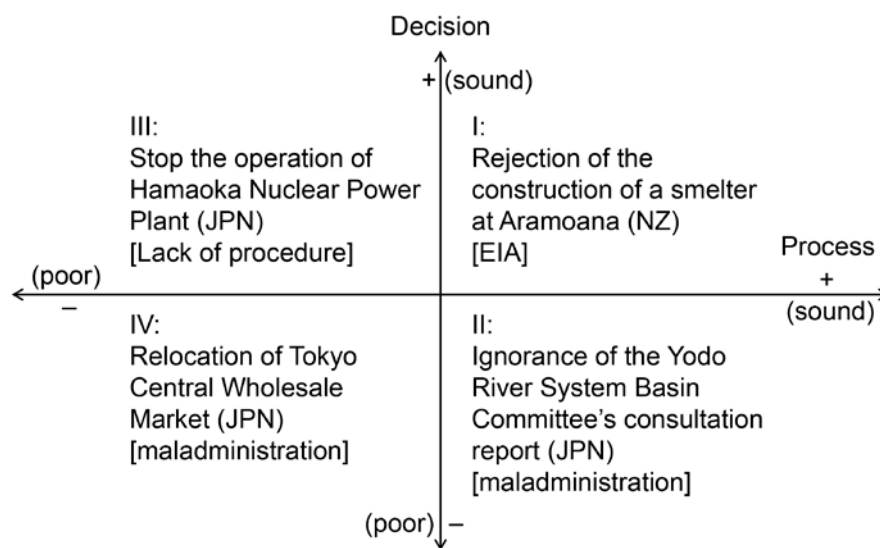 Decision
+ (sound)
III:
Stop the operation of
Hamaoka Nuclear Power
Plant (JPN)
[Lack of procedure]
I:
Rejection of the
construction of a smelter
at Aramoana (NZ)
[EIA]
Process
+
(sound)
(poor)
–
IV:
Relocation of Tokyo
Central Wholesale
Market (JPN)
[maladministration]
II:
Ignorance of the Yodo
River System Basin
Committee’s consultation
report (JPN)
[maladministration]
(poor) –